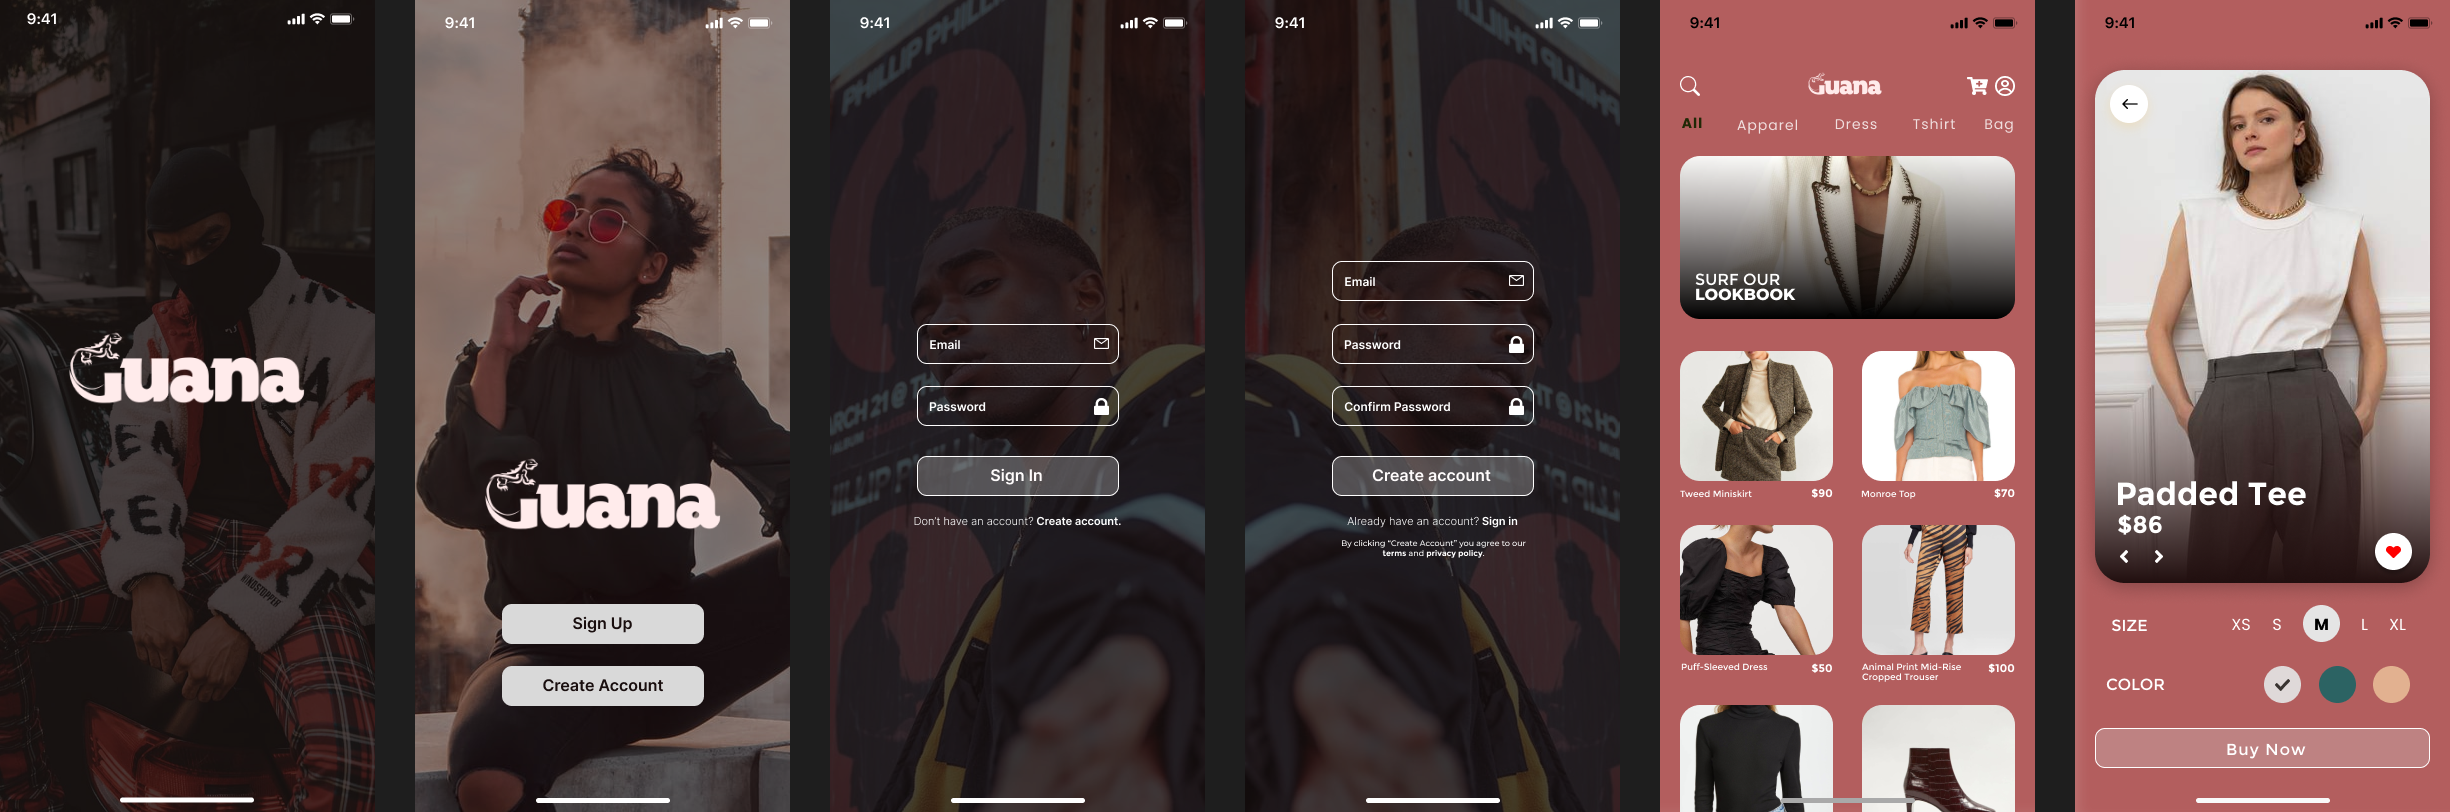 9:41
Guana
9:41
Guana
Sign Up
Create Account
9:41
PHILLIP PHILL
Email
Password
Sign In
Don't have an account? Create account.
9:41
Email
Password
Confirm Password
Create account
Already have an account? Sign in
By clicking “Create Account” you agree to our
terms and privacy policy.
9:41
Guana
All
Apparel
Dress
Tshirt
Bag
SURF OUR
LOOKBOOK
Tweed Miniskirt
$90
Monroe Top
$70
Puff-Sleeved Dress
$50
Animal Print Mid-Rise
Cropped Trouser
$100
9:41
Padded Tee
$86
SIZE
XS
S
M
L
XL
COLOR
Buy Now